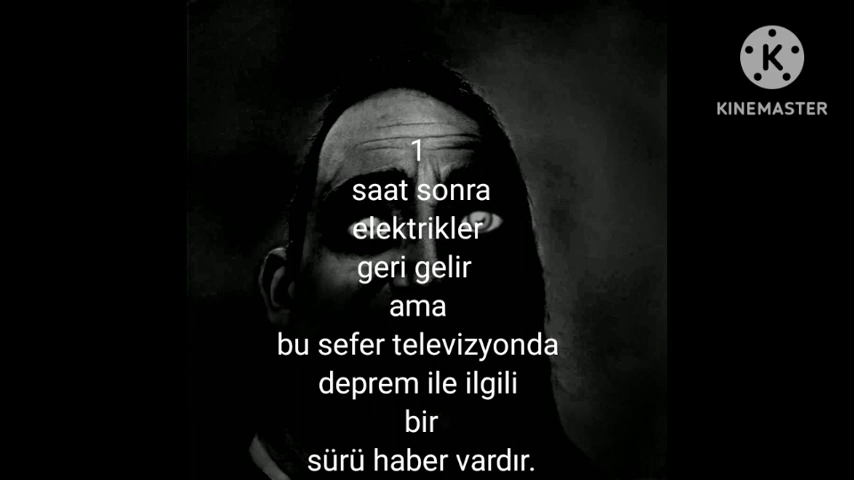 KINEMASTER
1
saat sonra
elektrikler
geri gelir
ama
bu sefer televizyonda
deprem ile ilgili
bir
sürü haber vardır.